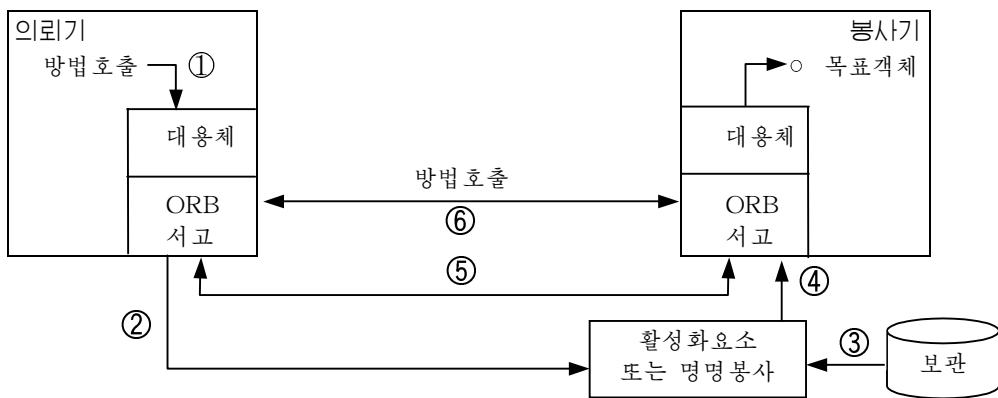 의뢰기
방법호출 ①
대용체
ORB
서고
봉사기
목표객체
대용체
ORB
서고
방법호출
⑥
⑤
②
④
활성화요소
또는 명명봉사
③
보관